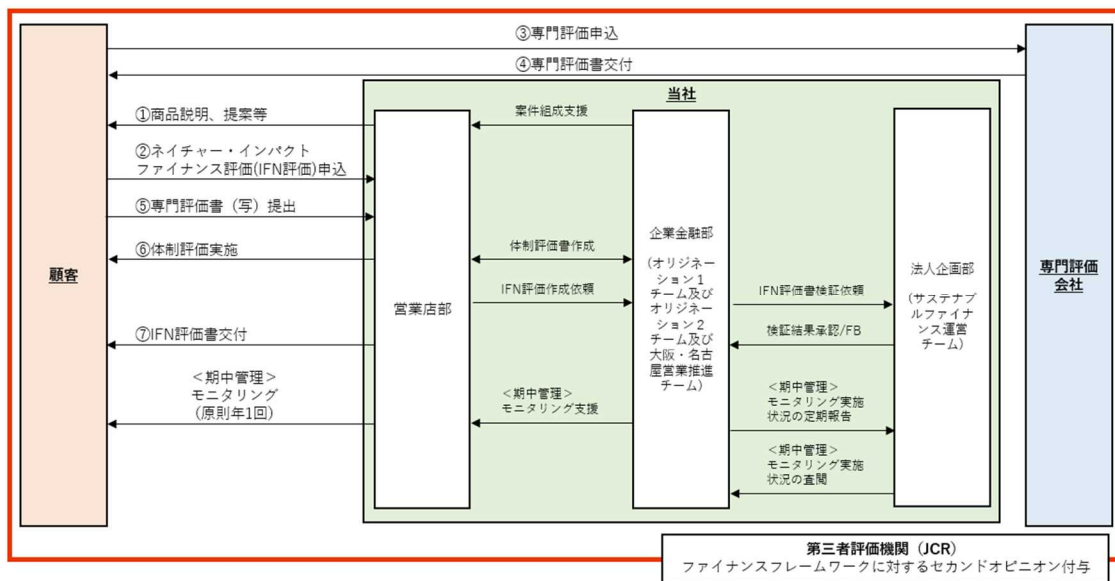 ③専門評価申込
④専門評価書交付
当社
①商品説明、提案等
案件組成支援
②ネイチャー・インパクト
ファイナンス評価(IFN評価)申込
⑤専門評価書（写）提出
⑥体制評価実施
体制評価書作成
IFN評価作成依頼
⑦IFN評価書交付
＜期中管理＞
モニタリング
（原則年1回）
＜期中管理＞
モニタリング支援
顧客
営業店部
企業金融部
（オリジネー
ション１
チーム及び
オリジネー
ション２
チーム及び
大阪・名古
屋営業推進
チーム）
IFN評価書検証依頼
検証結果承認/FB
＜期中管理＞
モニタリング実施
状況の定期報告
＜期中管理＞
モニタリング実施
状況の査閲
法人企画部
（サステナブ
ルファイナ
ンス運営
チーム）
専門評価
会社
第三者評価機関（JCR）
ファイナンスフレームワークに対するセカンドオピニオン付与